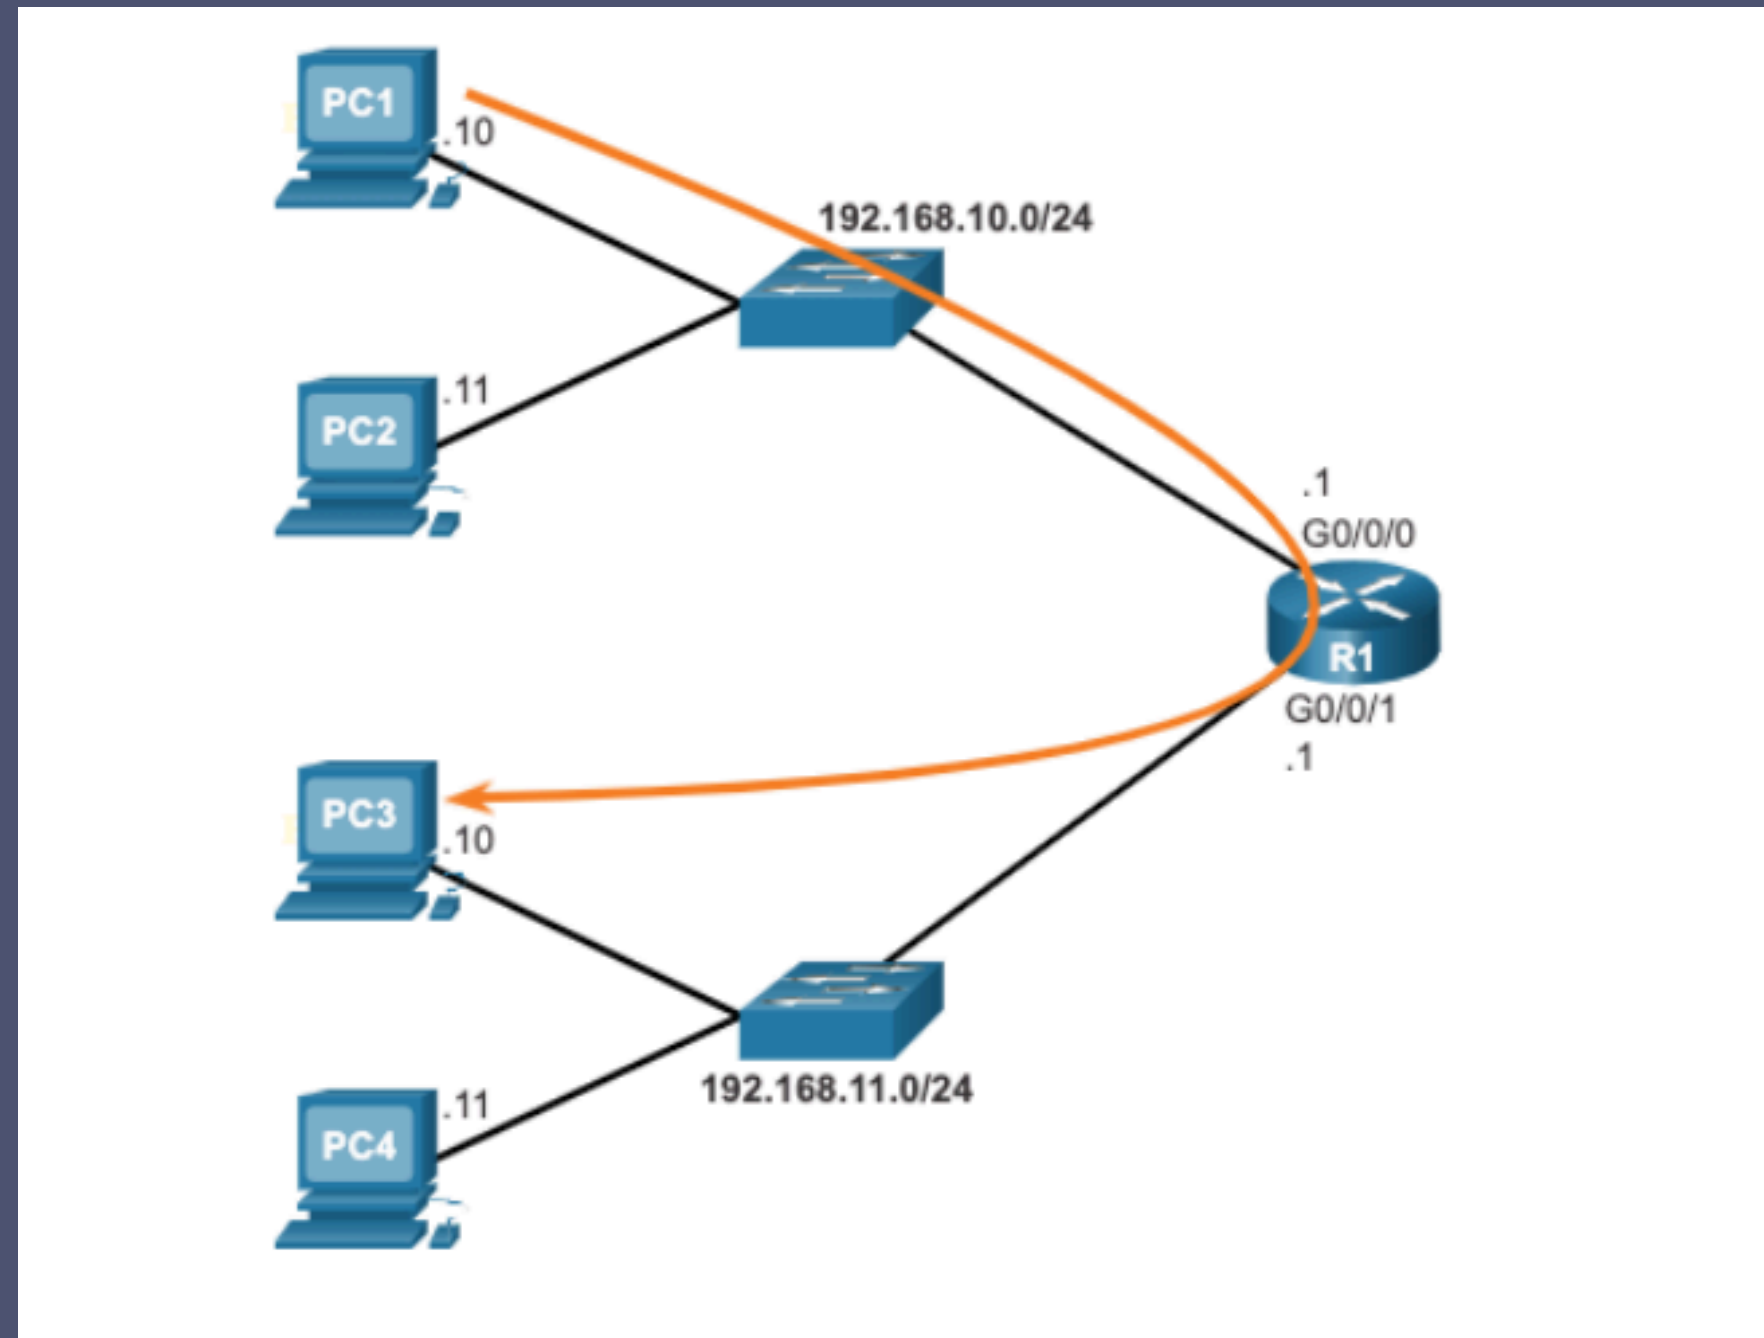 PC1
.10
192.168.10.0/24
.11
PC2
.1
G0/0/0
R1
G0/0/1
.1
PC3
.10
192.168.11.0/24
.11
PC4